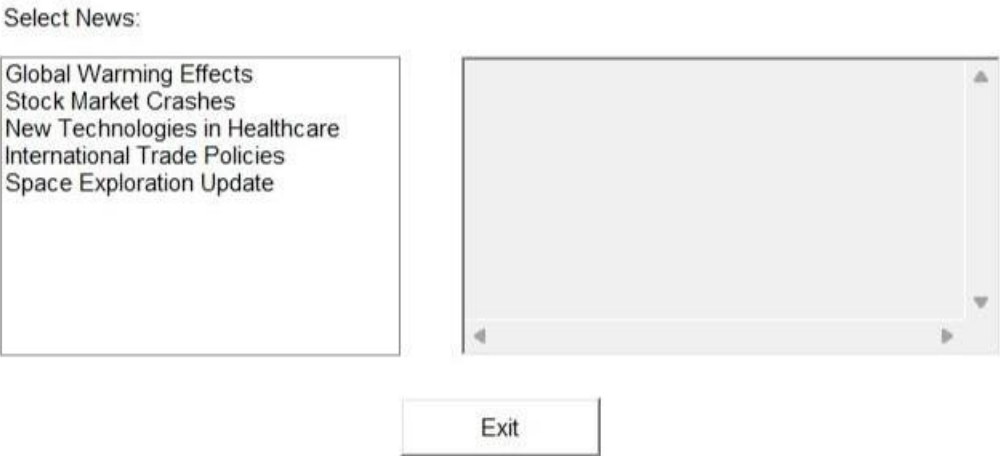 Select News:
Global Warming Effects
Stock Market Crashes
New Technologies in Healthcare
International Trade Policies
Space Exploration Update
Exit